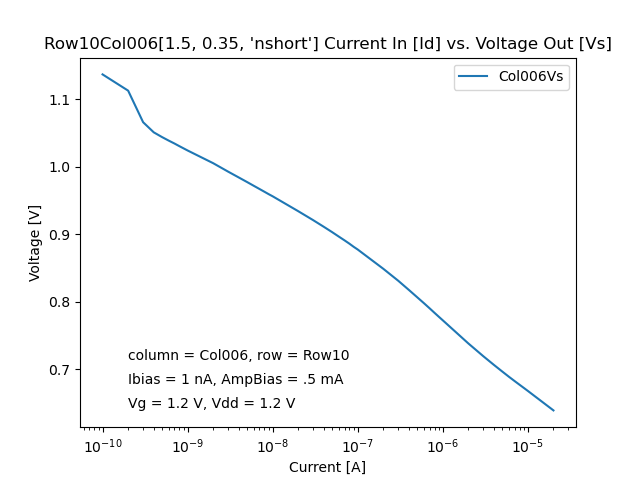 Row10Col006[1.5, 0.35, 'nshort'] Current In [Id] vs. Voltage Out [Vs]
Col006Vs
1.1
1.0
0.9
0.8
0.7
Voltage [V]
column = Col006, row = Row10
Ibias = 1 nA, AmpBias = .5 mA
Vg = 1.2 V, Vdd = 1.2 V
10⁻¹⁰ 10⁻⁹ 10⁻⁸ 10⁻⁷ 10⁻⁶ 10⁻⁵
Current [A]